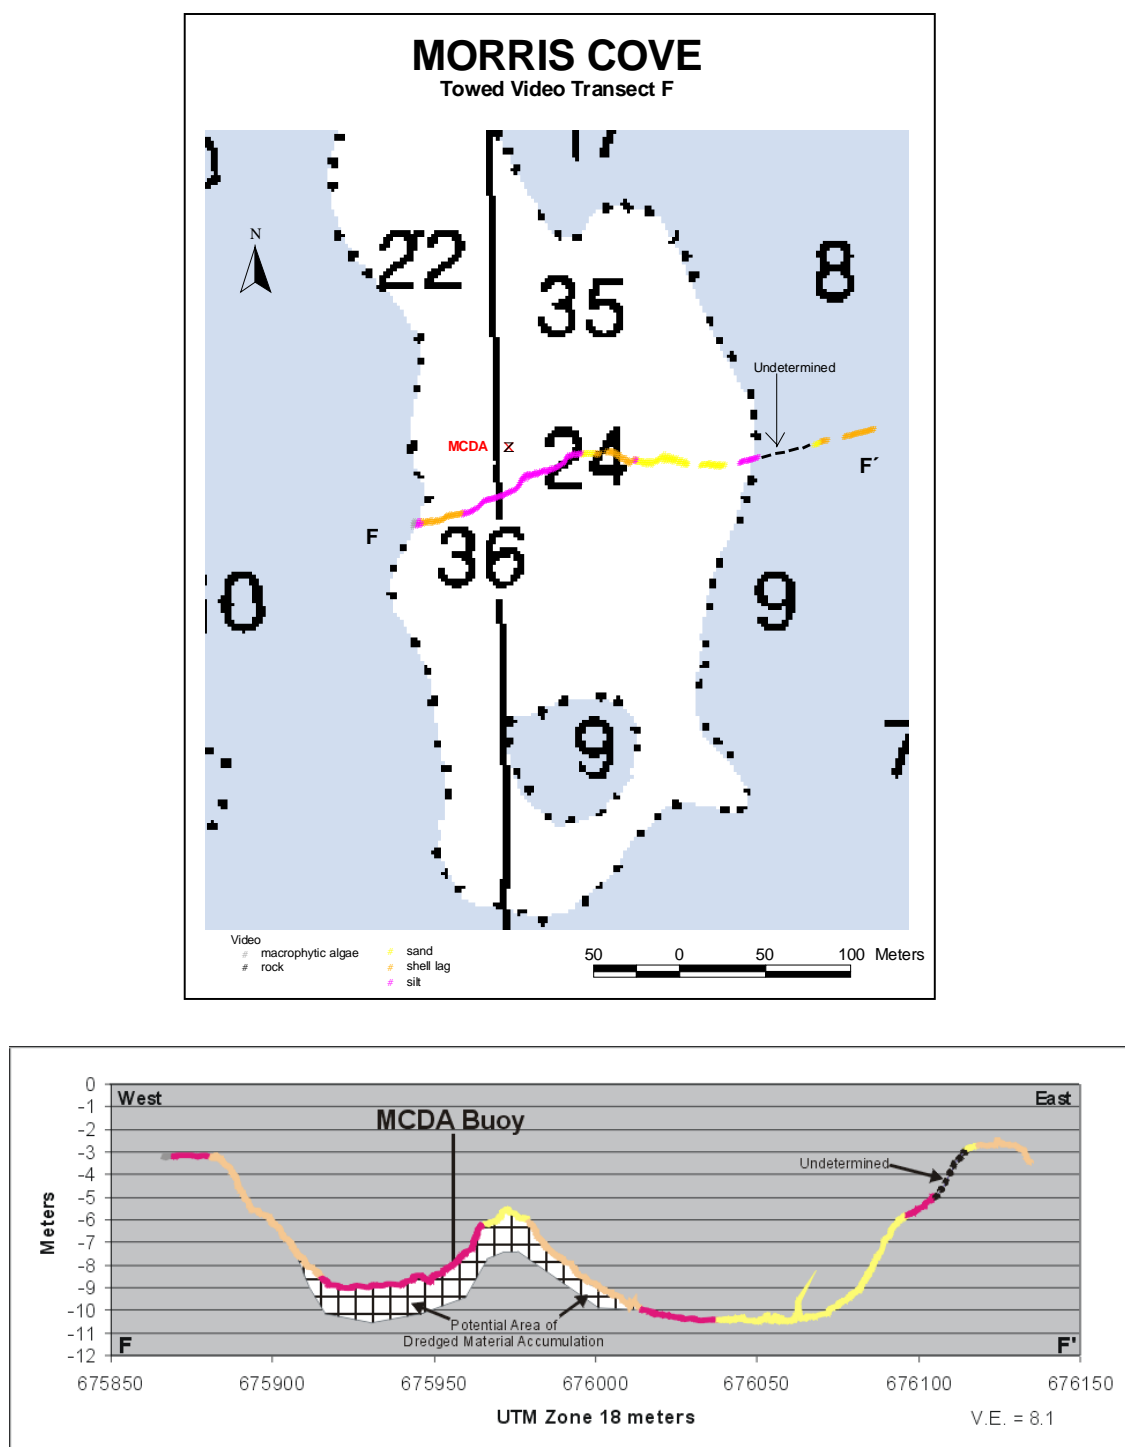 MORRIS COVE
Towed Video Transect F
17
N
22
35
8
Undetermined
MCDA
24
F´
F
36
0
9
9
7
Video
macrophytic algae
rock
sand
shell lag
silt
50 0 50 100 Meters
0
-1
-2
-3
-4
-5
-6
-7
-8
-9
-10
-11
-12
Meters
West
East
MCDA Buoy
Undetermined
Potential Area of
Dredged Material Accumulation
F
F'
675850 675900 675950 676000 676050 676100 676150
UTM Zone 18 meters
V.E. = 8.1